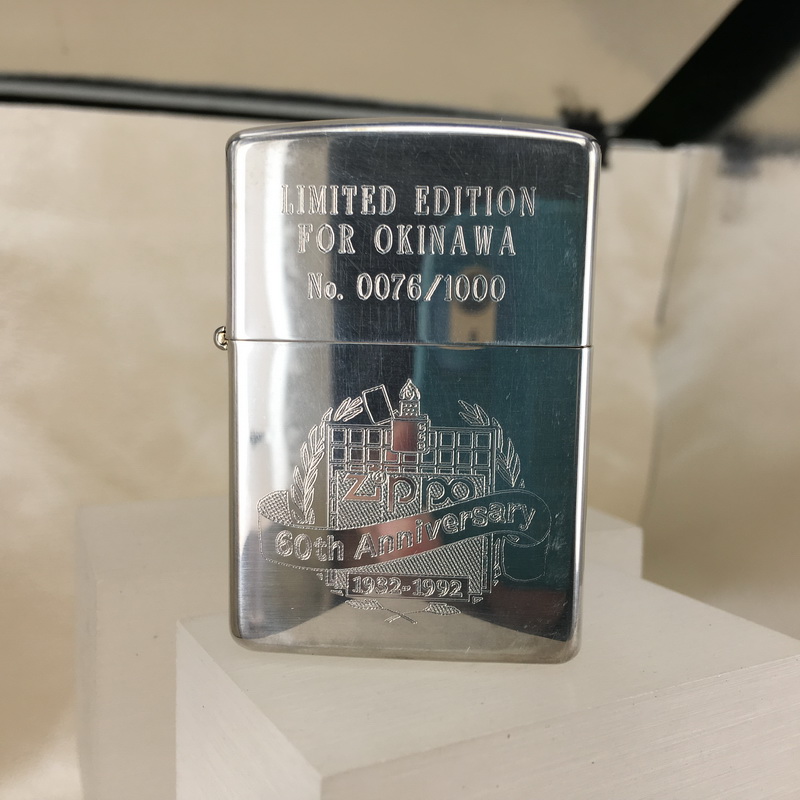 LIMITED EDITION
FOR OKINAWA
No. 0076/1000
Zippo
60th Anniversary
1932-1992